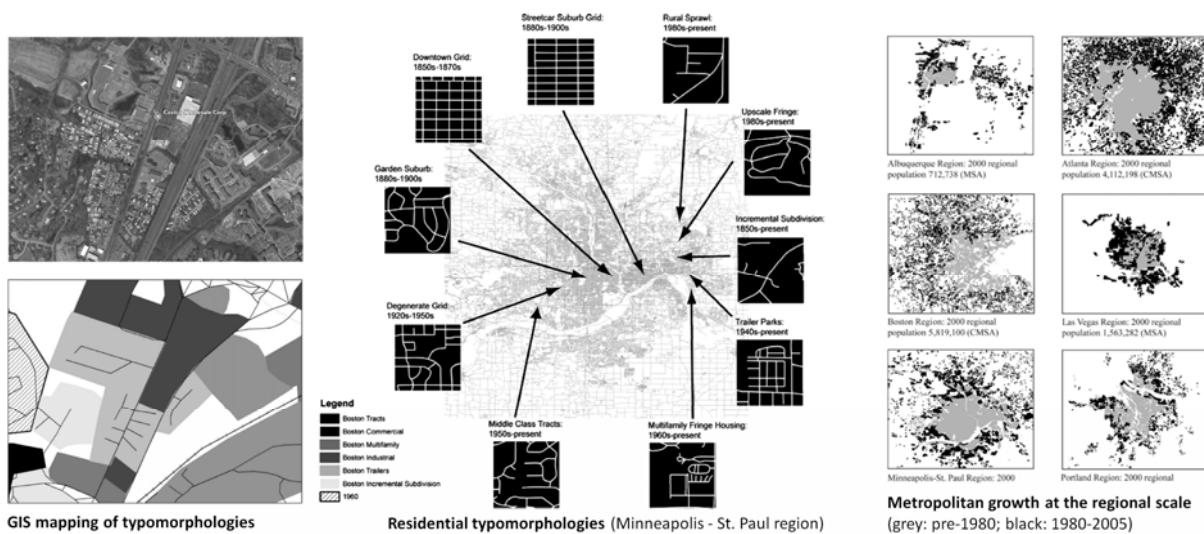 Costco Wholesale Corp
Legend
Boston Tracts
Boston Commercial
Boston Multifamily
Boston Industrial
Boston Trailers
Boston Incremental Subdivision
1960
GIS mapping of typomorphologies
Streetcar Suburb Grid:
1880s-1900s
Rural Sprawl:
1980s-present
Downtown Grid:
1850s-1870s
Upscale Fringe:
1980s-present
Garden Suburb:
1880s-1900s
Incremental Subdivision:
1850s-present
Degenerate Grid:
1920s-1950s
Trailer Parks:
1940s-present
Middle Class Tracts:
1950s-present
Multifamily Fringe Housing:
1960s-present
Residential typomorphologies (Minneapolis - St. Paul region)
Albuquerque Region: 2000 regional
population 712,738 (MSA)
Atlanta Region: 2000 regional
population 4,112,198 (CMSA)
Boston Region: 2000 regional
population 5,819,100 (CMSA)
Las Vegas Region: 2000 regional
population 1,563,282 (MSA)
Minneapolis-St. Paul Region: 2000
Portland Region: 2000 regional
Metropolitan growth at the regional scale
(grey: pre-1980; black: 1980-2005)